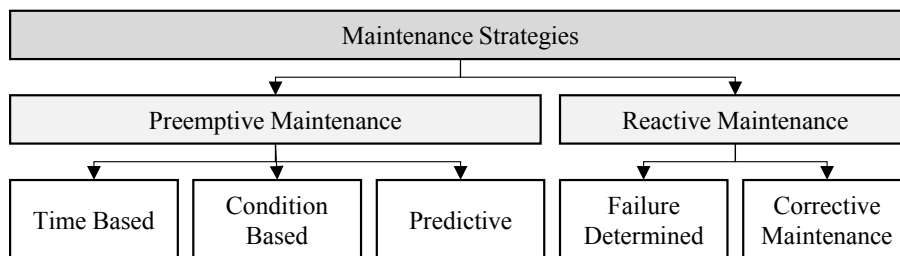 Maintenance Strategies
Preemptive Maintenance
Reactive Maintenance
Time Based
Condition
Based
Predictive
Failure
Determined
Corrective
Maintenance